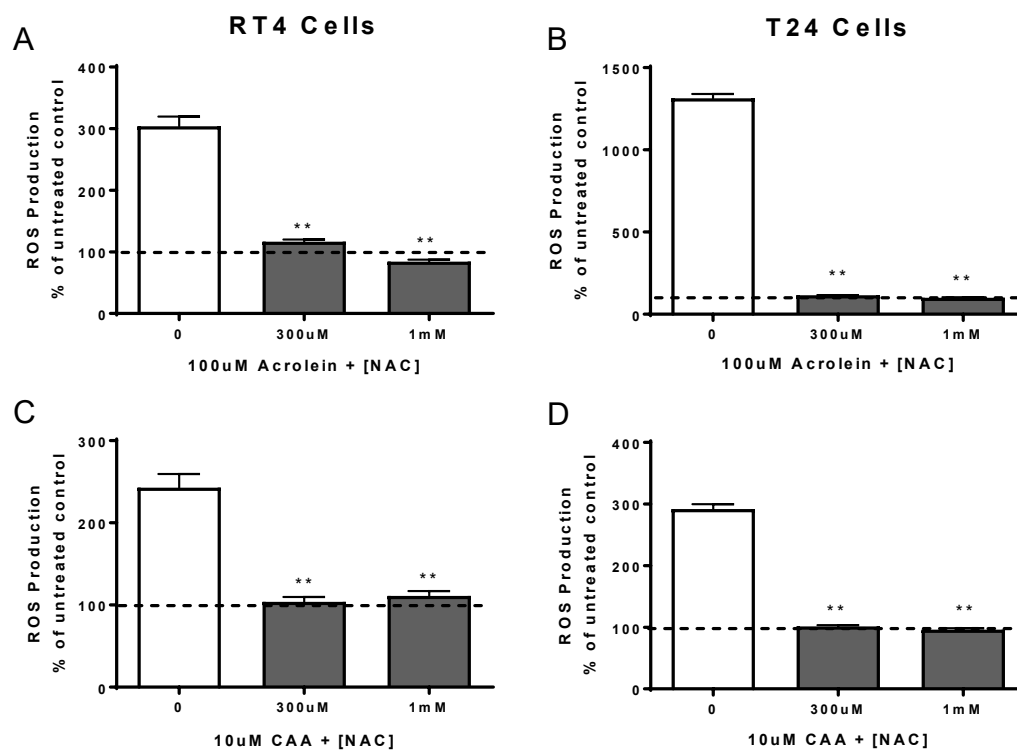 RT4 Cells
T24 Cells
A
ROS Production
% of untreated control
400
300
200
100
0
**
**
0
300uM
1mM
100uM Acrolein + [NAC]
B
ROS Production
% of untreated control
1500
1000
500
0
**
**
0
300uM
1mM
100uM Acrolein + [NAC]
C
ROS Production
% of untreated control
300
200
100
0
**
**
0
300uM
1mM
10uM CAA + [NAC]
D
ROS Production
% of untreated control
400
300
200
100
0
**
**
0
300uM
1mM
10uM CAA + [NAC]